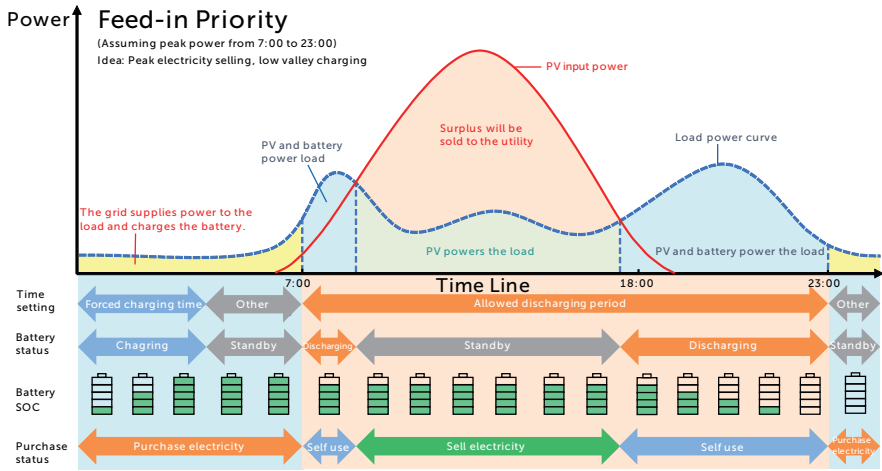 Power
Feed-in Priority
(Assuming peak power from 7:00 to 23:00)
Idea: Peak electricity selling, low valley charging
PV input power
Surplus will be
sold to the utility
Load power curve
PV and battery
power load
The grid supplies power to the
load and charges the battery.
PV powers the load
PV and battery power the load
7:00
Time Line
18:00
23:00
Time
setting
Forced charging time
Other
Allowed discharging period
Other
Battery
status
Chagring
Standby
Discharging
Standby
Discharging
Standby
Battery
SOC
Purchase
status
Purchase electricity
Self use
Sell electricity
Self use
Purchase
electricity